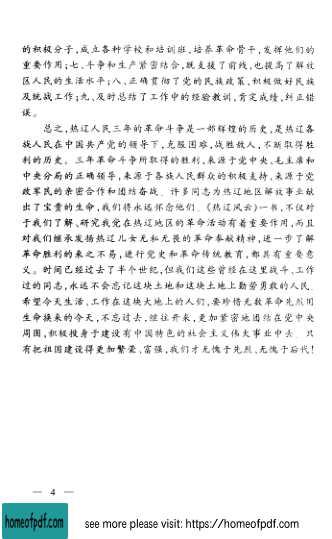 的积极分子,成立各种学校和培训班,培养革命骨干,发挥他们的
重要作用;七、斗争和生产紧密结合,既支援了前线,也提高了解放
区人民的生活水平;八、正确贯彻了党的民族政策,积极做好民族
及统战工作;九、及时总结了工作中的经验教训,肯定成绩,纠正错
误。
总之,热辽人民三年的革命斗争是一部辉煌的历史,是热辽各
族人民在中国共产党的领导下,克服困难,战胜敌人,不断取得胜
利的历史。三年革命斗争所取得的胜利,来源于党中央、毛主席和
中央分局的正确领导,来源于各族人民群众的积极支持,来源于党
政军民的亲密合作和团结奋战。许多同志为热辽地区解放事业献
出了宝贵的生命,我们将永远怀念他们。《热辽风云》一书,不仅对
于我们了解、研究我党在热辽地区的革命活动有着重要作用,而且
对我们继承发扬热辽儿女无私无畏的革命奉献精神,进一步了解
革命胜利的来之不易,进行党史和革命传统教育,都具有重要意
义。时间已经过去了半个世纪,但我们这些曾经在这里战斗、工作
过的同志,永远不会忘记这块土地和这块土地上勤劳勇敢的人民。
希望今天生活、工作在这块大地上的人们,要珍惜无数革命先烈用
生命换来的今天,不忘过去,继往开来,更加紧密地团结在党中央
周围,积极投身于建设有中国特色的社会主义伟大事业中去。只
有把祖国建设得更加繁荣、富强,我们才无愧于先烈、无愧于后代!
— 4 —
homeofpdf.com
see more please visit: https://homeofpdf.com